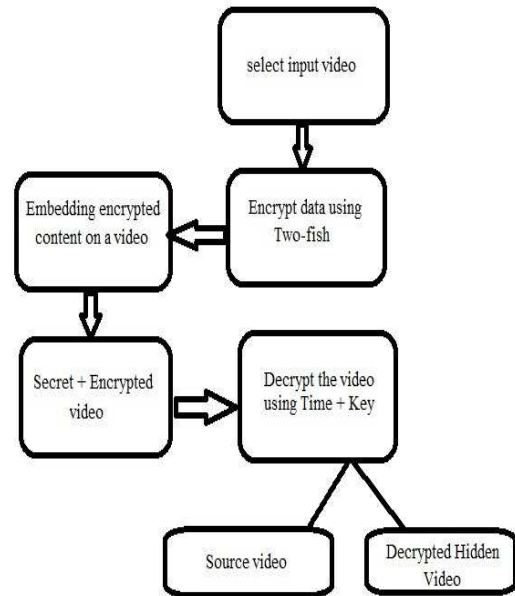 select input video
Encrypt data using
Two-fish
Embedding encrypted
content on a video
Secret + Encrypted
video
Decrypt the video
using Time + Key
Source video
Decrypted Hidden
Video